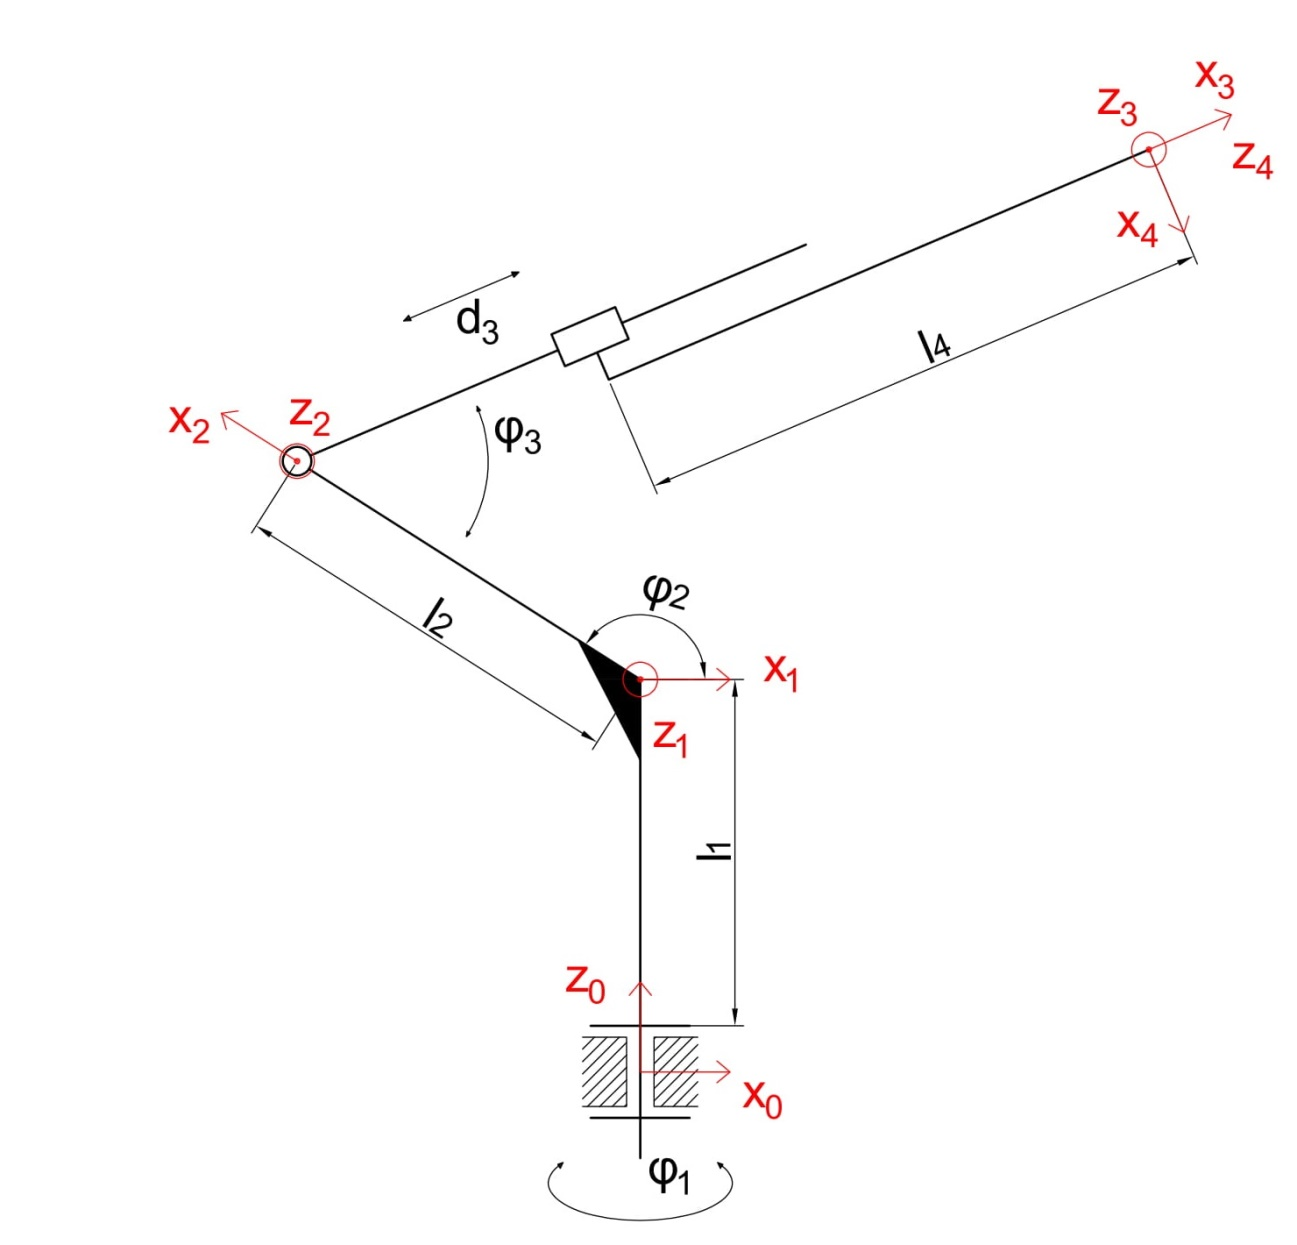 x₃
z₃
z₄
x₄
d₃
l₄
x₂
z₂
φ₃
φ₂
l₂
x₁
z₁
l₁
z₀
x₀
φ₁